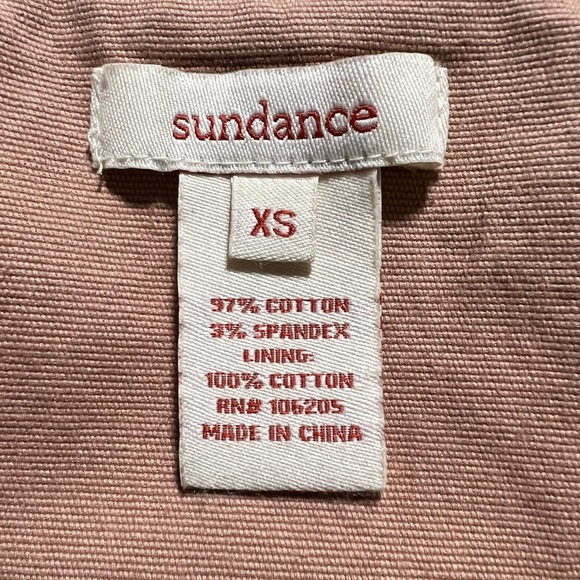 sundance
XS
97% COTTON
3% SPANDEX
LINING:
100% COTTON
RN# 106205
MADE IN CHINA